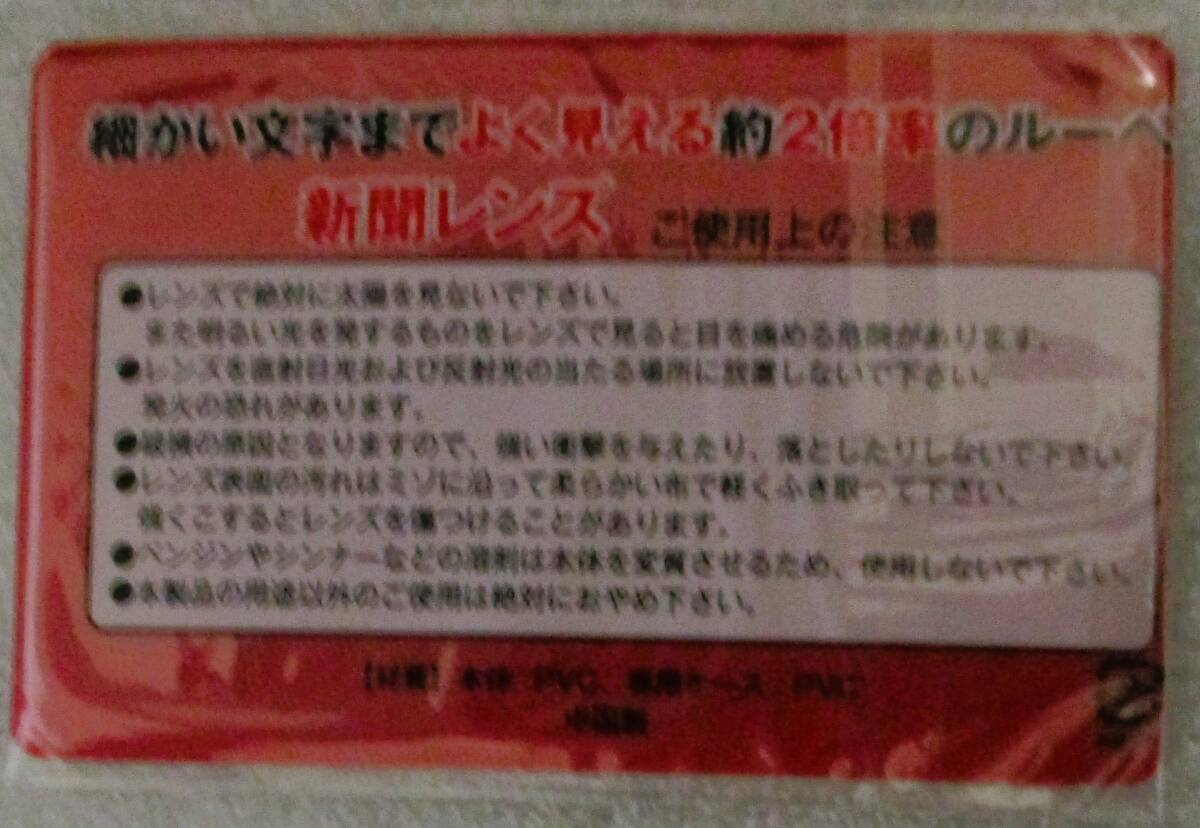 細かい文字までよく見える約2倍率のルーペ
新聞レンズ ご使用上の注意
●レンズで絶対に太陽を見ないで下さい。
また明るい光を発するものをレンズで見ると目を痛める危険があります。
●レンズを直射日光および反射光の当たる場所に放置しないで下さい。
発火の恐れがあります。
●破損の原因となりますので、強い衝撃を与えたり、落としたりしないで下さい。
●レンズ表面の汚れはミゾに沿って柔らかい布で軽くふき取って下さい。
強くこするとレンズを傷つけることがあります。
●ベンジンやシンナーなどの溶剤は本体を変質させるため、使用しないで下さい。
●本製品の用途以外のご使用は絶対におやめ下さい。
【材質】本体 PVC、専用ケース PVC
中国製